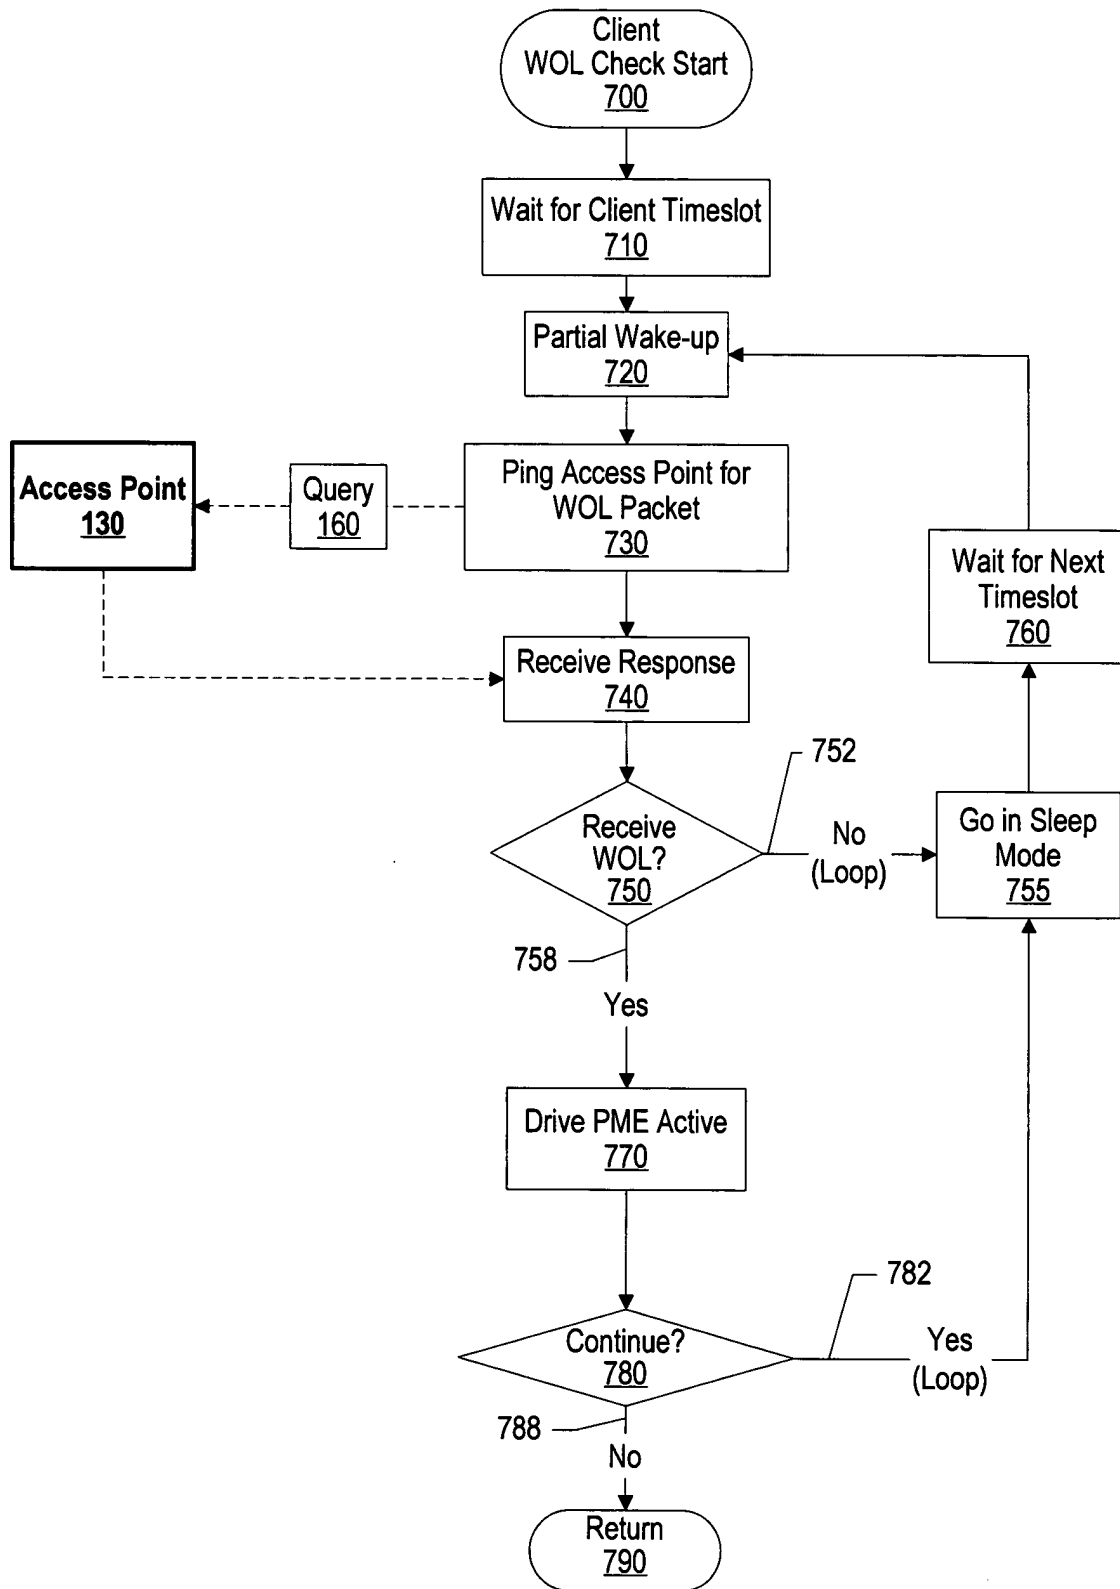 Client
WOL Check Start
700
Wait for Client Timeslot
710
Partial Wake-up
720
Access Point
130
Query
160
Ping Access Point for
WOL Packet
730
Wait for Next
Timeslot
760
Receive Response
740
752
Receive
WOL?
750
No
(Loop)
Go in Sleep
Mode
755
758
Yes
Drive PME Active
770
782
Continue?
780
Yes
(Loop)
788
No
Return
790